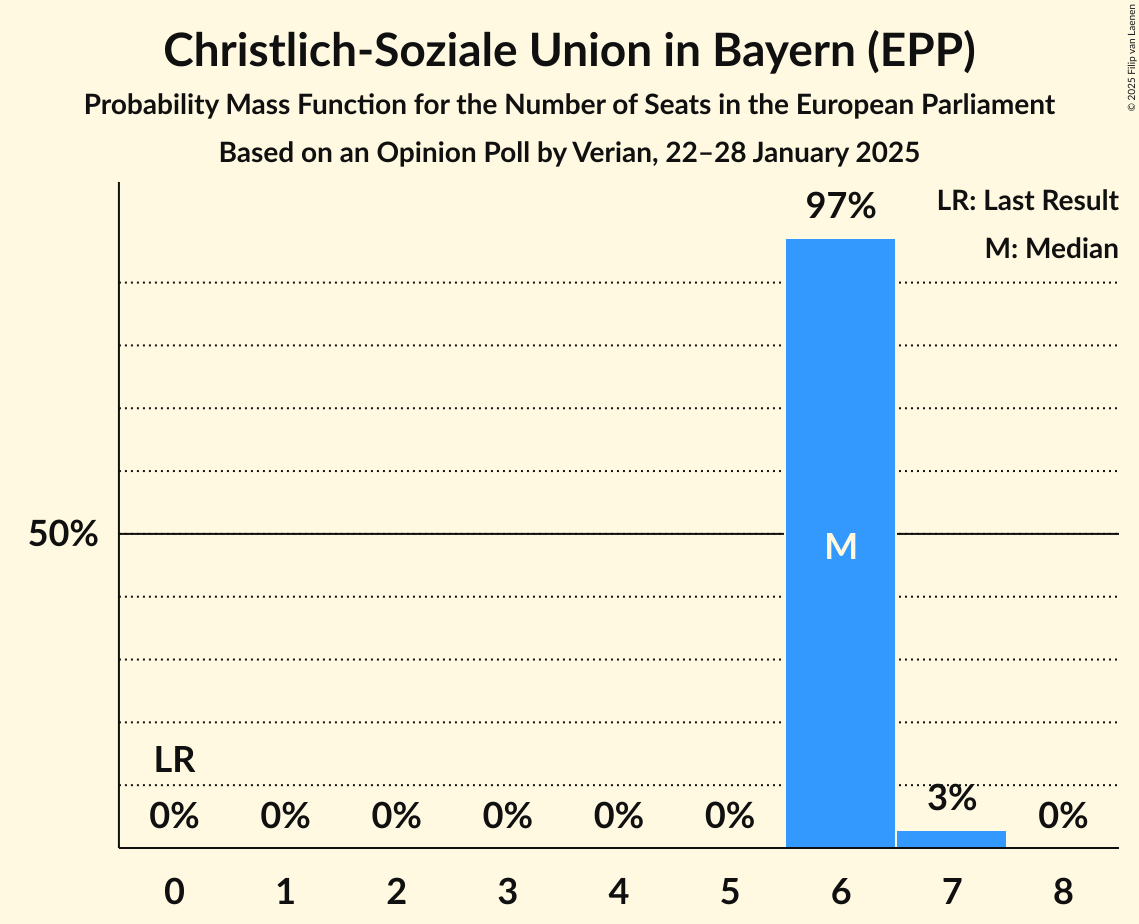 Christlich-Soziale Union in Bayern (EPP)
Probability Mass Function for the Number of Seats in the European Parliament
Based on an Opinion Poll by Verian, 22–28 January 2025
© 2025 Filip van Laenen
LR: Last Result
M: Median
97%
50%
M
LR
0% 0% 0% 0% 0% 0% 3% 0%
0 1 2 3 4 5 6 7 8